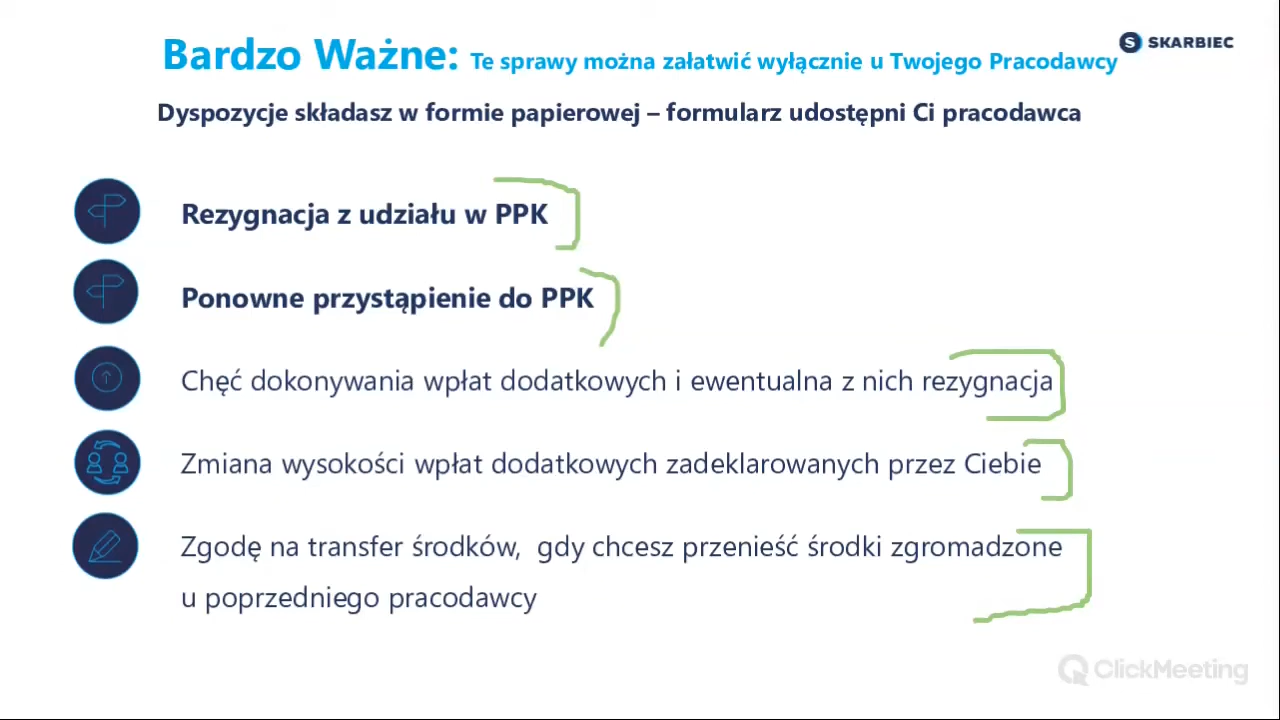 Bardzo Ważne: Te sprawy można załatwić wyłącznie u Twojego Pracodawcy
S SKARBIEC
Dyspozycje składasz w formie papierowej – formularz udostępni Ci pracodawca
Rezygnacja z udziału w PPK
Ponowne przystąpienie do PPK
Chęć dokonywania wpłat dodatkowych i ewentualna z nich rezygnacja
Zmiana wysokości wpłat dodatkowych zadeklarowanych przez Ciebie
Zgodę na transfer środków, gdy chcesz przenieść środki zgromadzone
u poprzedniego pracodawcy
ClickMeeting